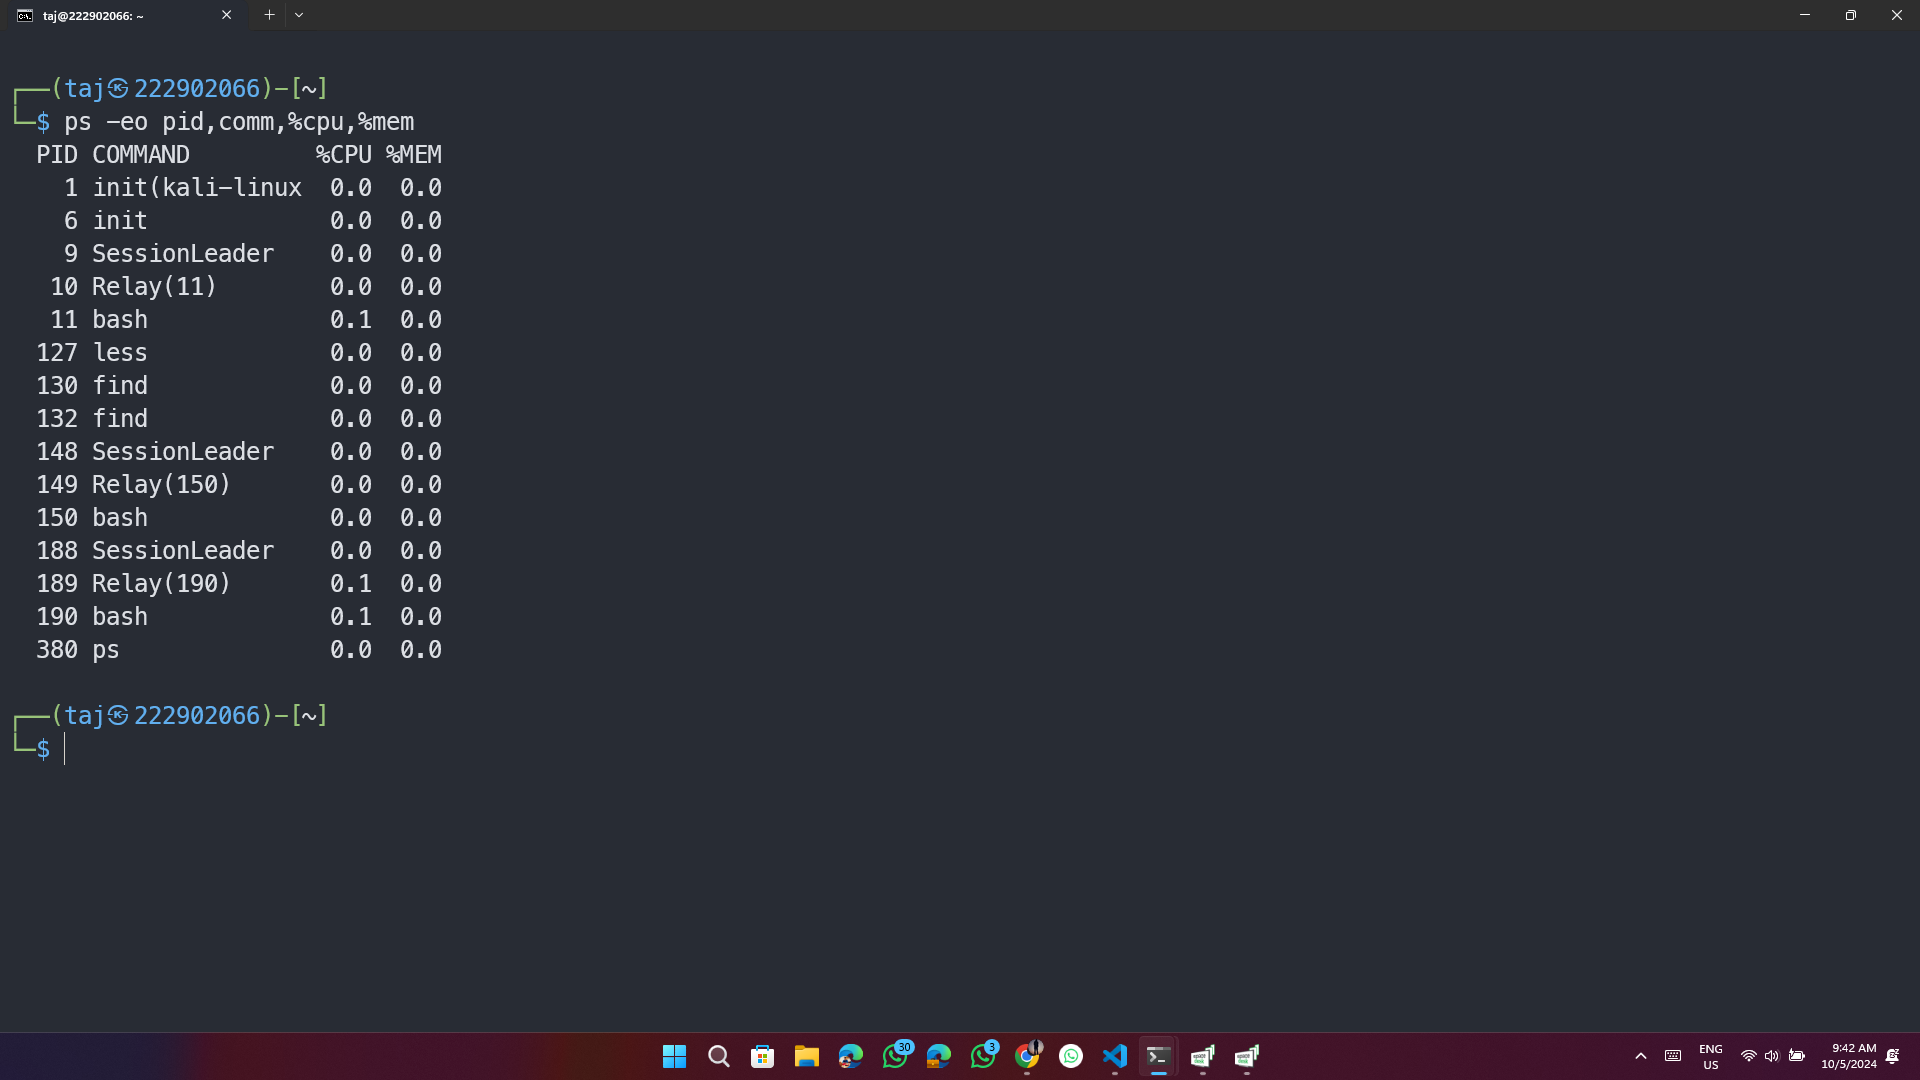 taj@222902066: ~
┌──(taj㉿222902066)-[~]
└─$ ps -eo pid,comm,%cpu,%mem
PID COMMAND %CPU %MEM
1 init(kali-linux 0.0 0.0
6 init 0.0 0.0
9 SessionLeader 0.0 0.0
10 Relay(11) 0.0 0.0
11 bash 0.1 0.0
127 less 0.0 0.0
130 find 0.0 0.0
132 find 0.0 0.0
148 SessionLeader 0.0 0.0
149 Relay(150) 0.0 0.0
150 bash 0.0 0.0
188 SessionLeader 0.0 0.0
189 Relay(190) 0.1 0.0
190 bash 0.1 0.0
380 ps 0.0 0.0
┌──(taj㉿222902066)-[~]
└─$
30
3
ENG
US
9:42 AM
10/5/2024